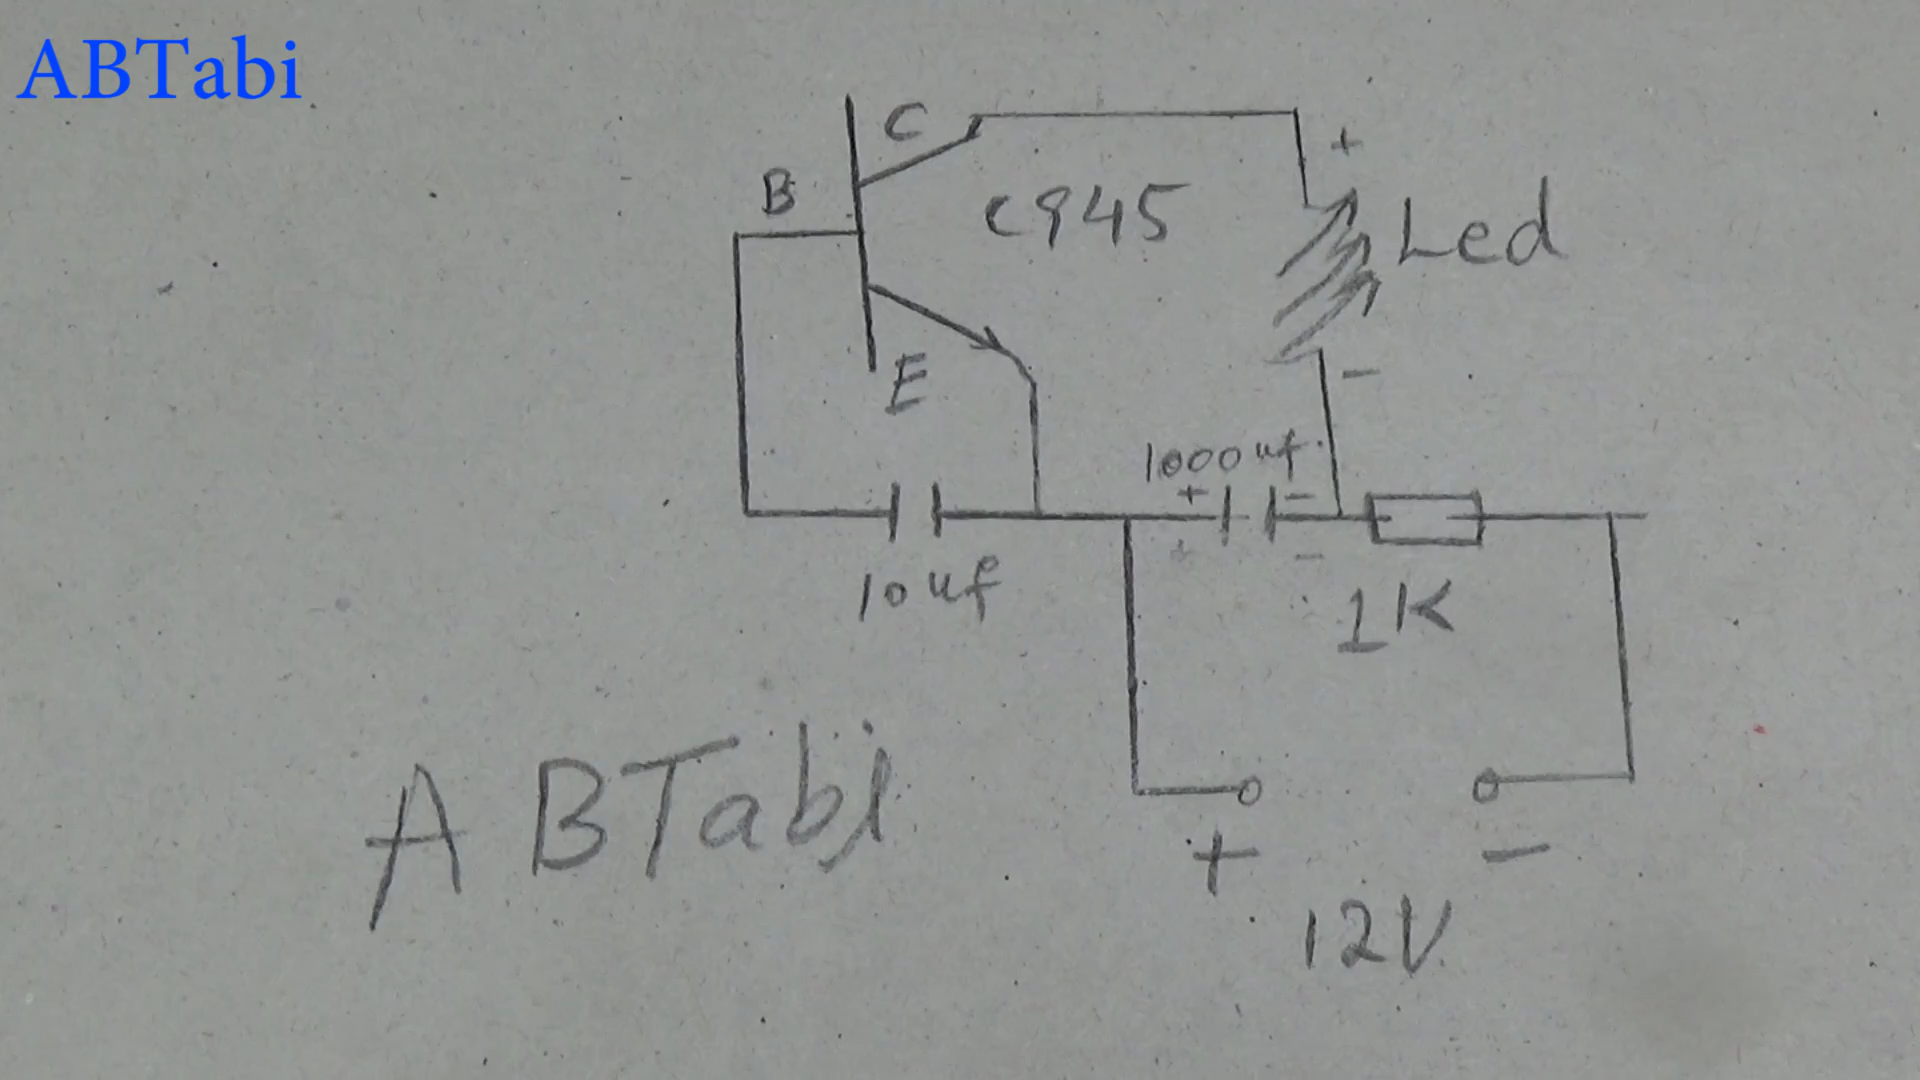 ABTabi
C
B
C945
+
Led
E
-
1000uf
+ -
+ -
10uf
1K
ABTabi
+ -
12V